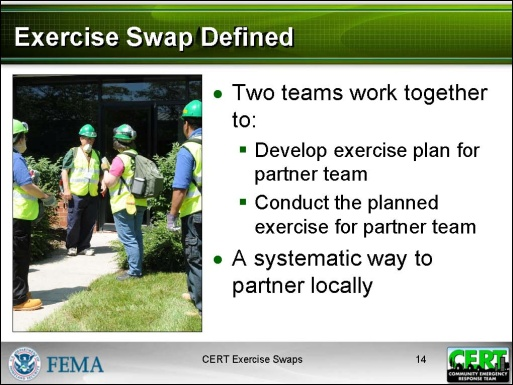 Exercise Swap Defined
Two teams work together
to:
Develop exercise plan for
partner team
Conduct the planned
exercise for partner team
A systematic way to
partner locally
FEMA
CERT Exercise Swaps
14
CERT
COMMUNITY EMERGENCY
RESPONSE TEAM